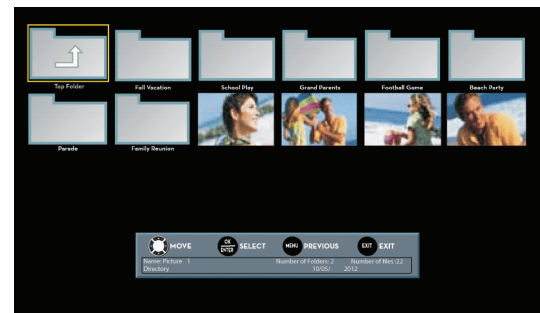 Top Folder Fall Vacation School Play Grand Parents Football Game Beach Party
Parade Family Reunion
OK ENTER MENU EXIT
MOVE SELECT PREVIOUS EXIT
Name: Picture 1 Number of Folders: 2 Number of files :22
Directory 10/05/ 2012